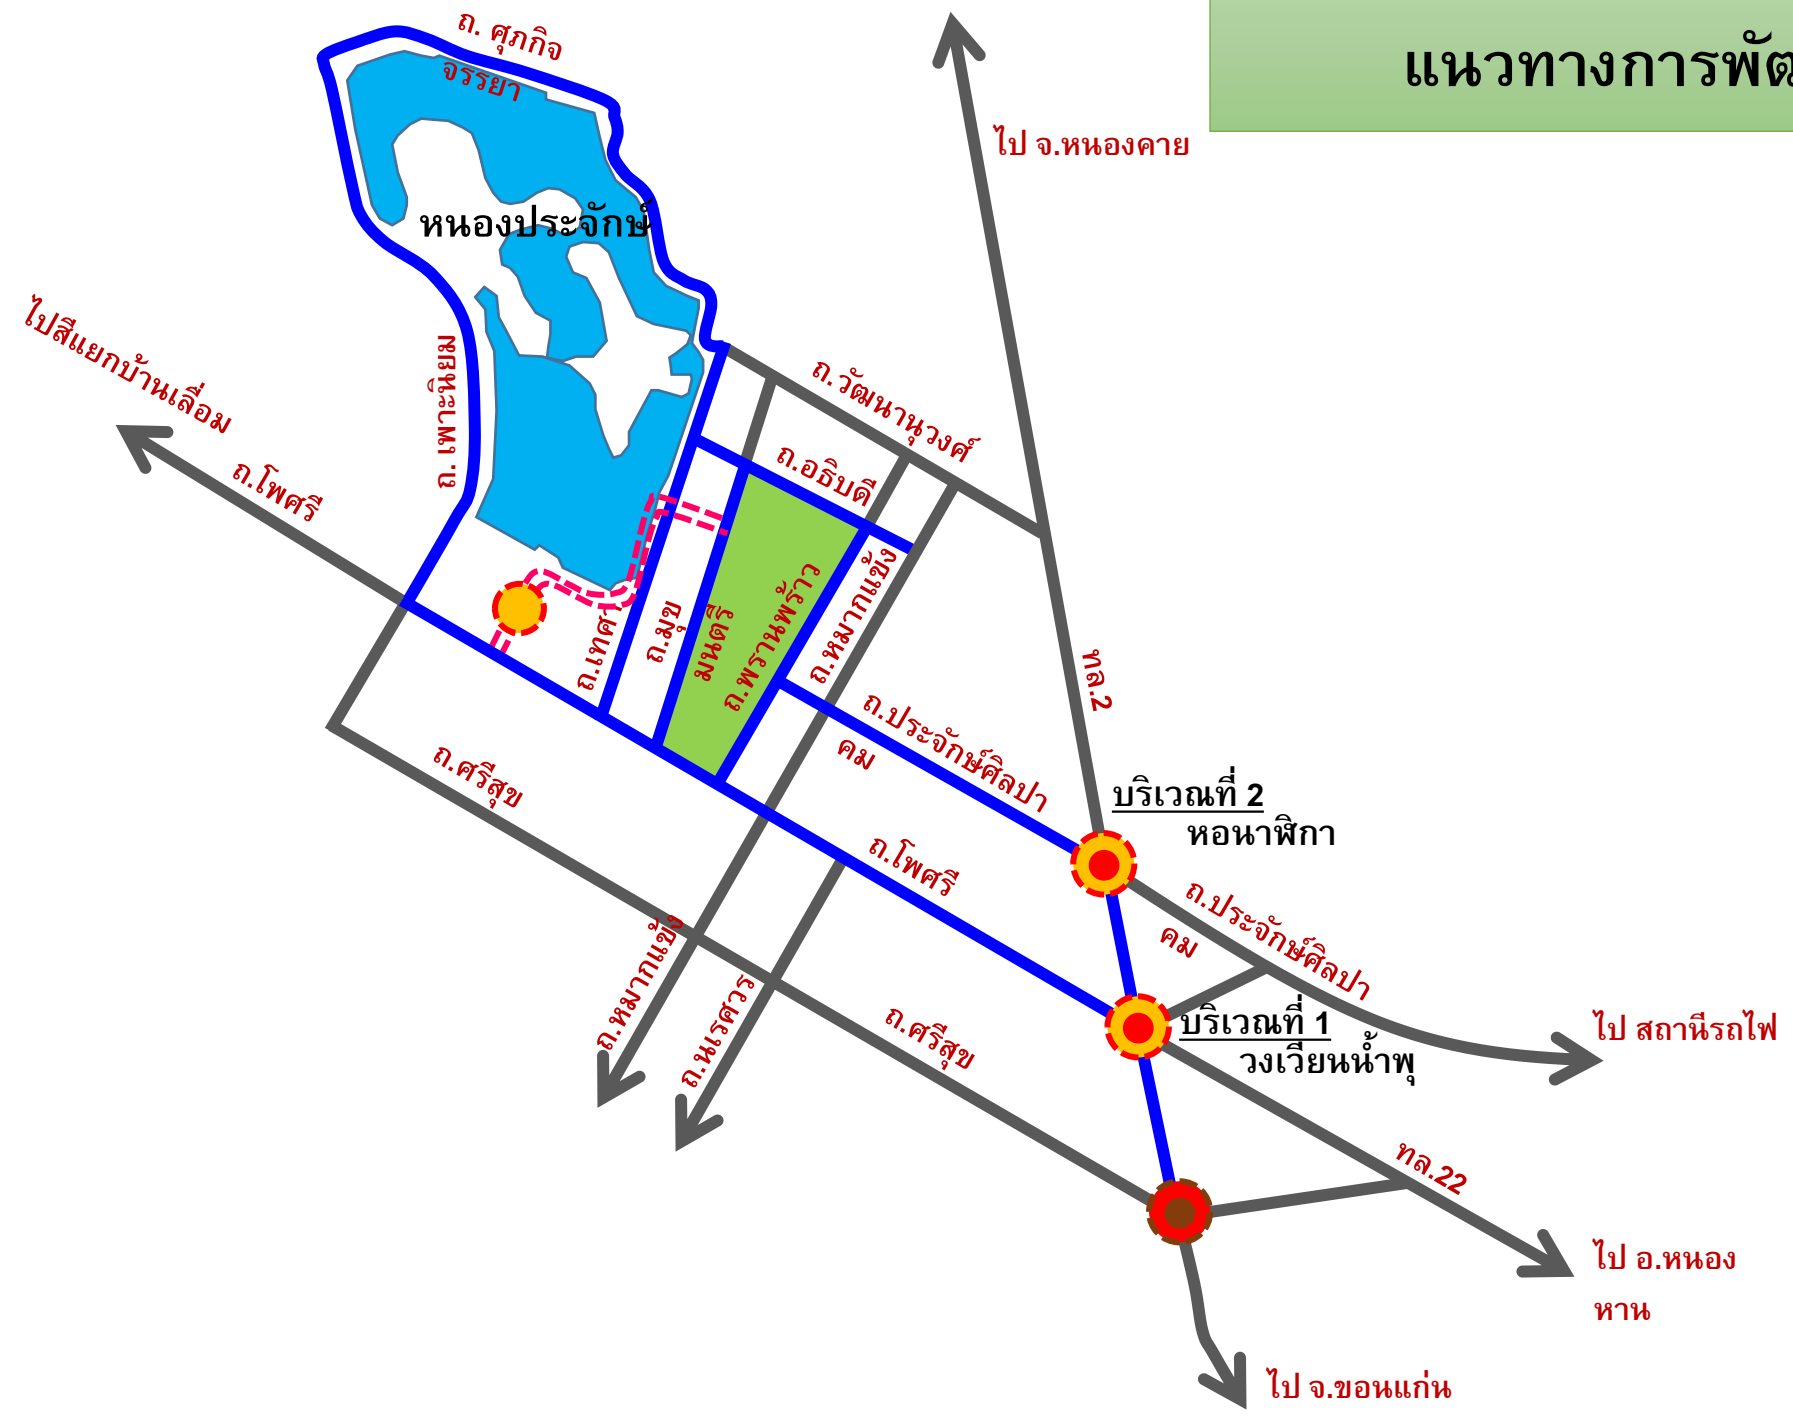 แนวทางการพัฒ
ถ. ศุภกิจ
จรรยา
ไป จ.หนองคาย
หนองประจักษ์
ไปสี่แยกบ้านเลื่อม
ถ. เพาะนิยม
ถ.โพศรี
ถ.วัฒนานุวงศ์
ถ.อธิบดี
ถ.เทศา
ถ.มุข
มนตรี
ถ.พรานพร้าว
ถ.หมากแข้ง
ทล.2
ถ.ประจักษ์ศิลปา
คม
ถ.ศรีสุข
บริเวณที่ 2
หอนาฬิกา
ถ.โพศรี
ถ.ประจักษ์ศิลปา
คม
ถ.หมากแข้ง
ถ.นเรศวร
ถ.ศรีสุข
บริเวณที่ 1
วงเวียนน้ำพุ
ไป สถานีรถไฟ
ทล.22
ไป อ.หนอง
หาน
ไป จ.ขอนแก่น